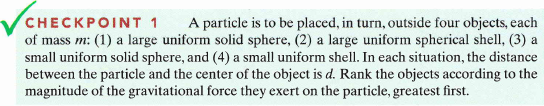 CHECKPOINT 1 A particle is to be placed, in turn, outside four objects, each
of mass m: (1) a large uniform solid sphere, (2) a large uniform spherical shell, (3) a
small uniform solid sphere, and (4) a small uniform shell. In each situation, the distance
between the particle and the center of the object is d. Rank the objects according to the
magnitude of the gravitational force they exert on the particle, greatest first.